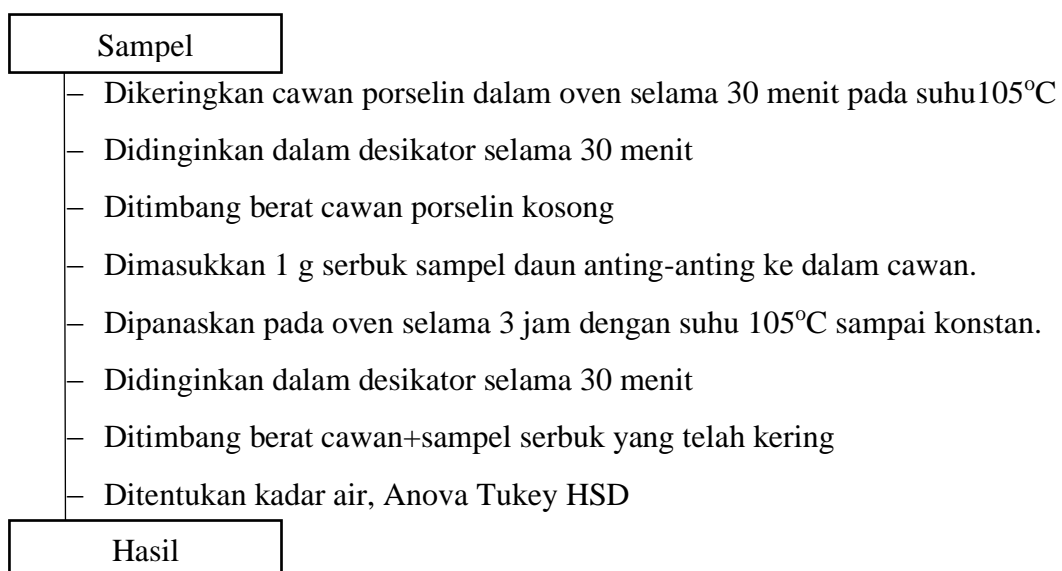 Sampel
– Dikeringkan cawan porselin dalam oven selama 30 menit pada suhu105°C
– Didinginkan dalam desikator selama 30 menit
– Ditimbang berat cawan porselin kosong
– Dimasukkan 1 g serbuk sampel daun anting-anting ke dalam cawan.
– Dipanaskan pada oven selama 3 jam dengan suhu 105°C sampai konstan.
– Didinginkan dalam desikator selama 30 menit
– Ditimbang berat cawan+sampel serbuk yang telah kering
– Ditentukan kadar air, Anova Tukey HSD
Hasil